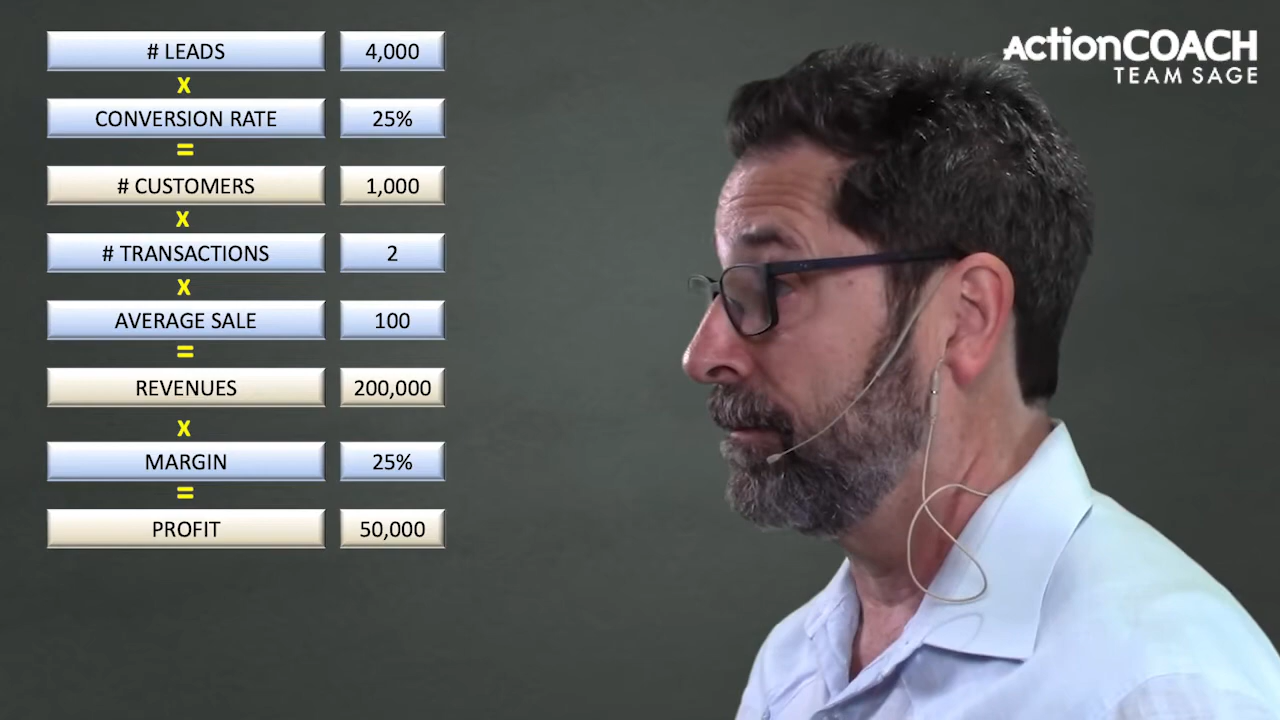 # LEADS 4,000
x
CONVERSION RATE 25%
=
# CUSTOMERS 1,000
x
# TRANSACTIONS 2
x
AVERAGE SALE 100
=
REVENUES 200,000
x
MARGIN 25%
=
PROFIT 50,000
ActionCOACH
TEAM SAGE